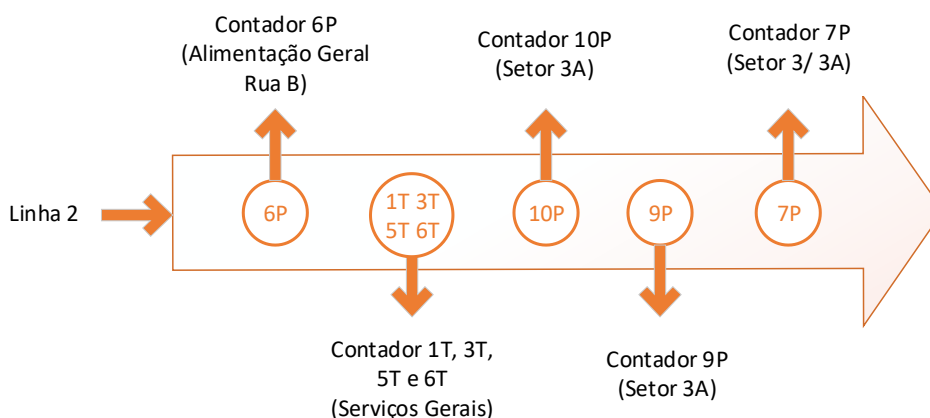 Contador 6P
(Alimentação Geral
Rua B)
Contador 10P
(Setor 3A)
Contador 7P
(Setor 3/ 3A)
Linha 2
6P
1T 3T
5T 6T
10P
9P
7P
Contador 1T, 3T,
5T e 6T
(Serviços Gerais)
Contador 9P
(Setor 3A)